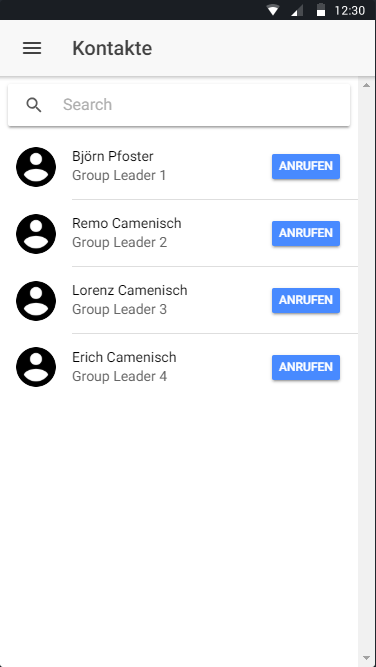 12:30
Kontakte
Search
Björn Pfoster
Group Leader 1
ANRUFEN
Remo Camenisch
Group Leader 2
ANRUFEN
Lorenz Camenisch
Group Leader 3
ANRUFEN
Erich Camenisch
Group Leader 4
ANRUFEN